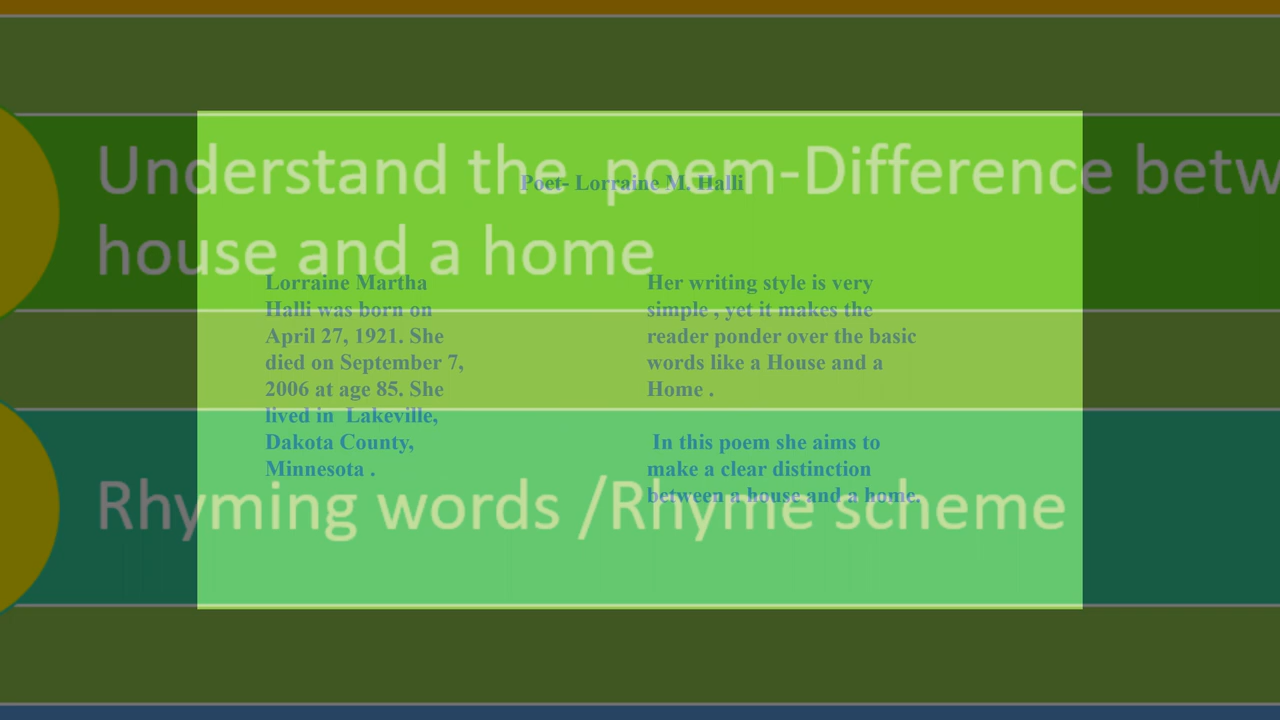 Understand the  poem-Difference betw
house and a home
Rhyming words /Rhyme scheme
Poet- Lorraine M. Halli
Lorraine Martha
Halli was born on
April 27, 1921. She
died on September 7,
2006 at age 85. She
lived in  Lakeville,
Dakota County,
Minnesota .
Her writing style is very
simple , yet it makes the
reader ponder over the basic
words like a House and a
Home .
In this poem she aims to
make a clear distinction
between a house and a home.